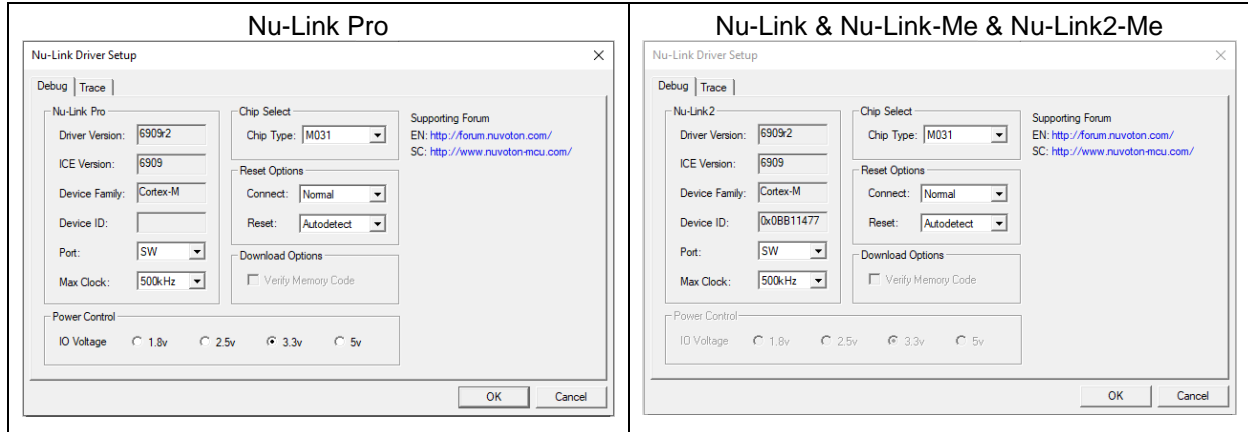 Nu-Link Pro
Nu-Link Driver Setup
Debug Trace
Nu-Link Pro
Driver Version: 6909r2
ICE Version: 6909
Device Family: Cortex-M
Device ID:
Port: SW
Max Clock: 500kHz
Chip Select
Chip Type: M031
Reset Options
Connect: Normal
Reset: Autodetect
Download Options
Verify Memory Code
Supporting Forum
EN: http://forum.nuvoton.com/
SC: http://www.nuvoton-mcu.com/
Power Control
IO Voltage 1.8v 2.5v 3.3v 5v
OK Cancel
Nu-Link & Nu-Link-Me & Nu-Link2-Me
Nu-Link Driver Setup
Debug Trace
Nu-Link2
Driver Version: 6909r2
ICE Version: 6909
Device Family: Cortex-M
Device ID: 0x0BB11477
Port: SW
Max Clock: 500kHz
Chip Select
Chip Type: M031
Reset Options
Connect: Normal
Reset: Autodetect
Download Options
Verify Memory Code
Supporting Forum
EN: http://forum.nuvoton.com/
SC: http://www.nuvoton-mcu.com/
Power Control
IO Voltage 1.8v 2.5v 3.3v 5v
OK Cancel